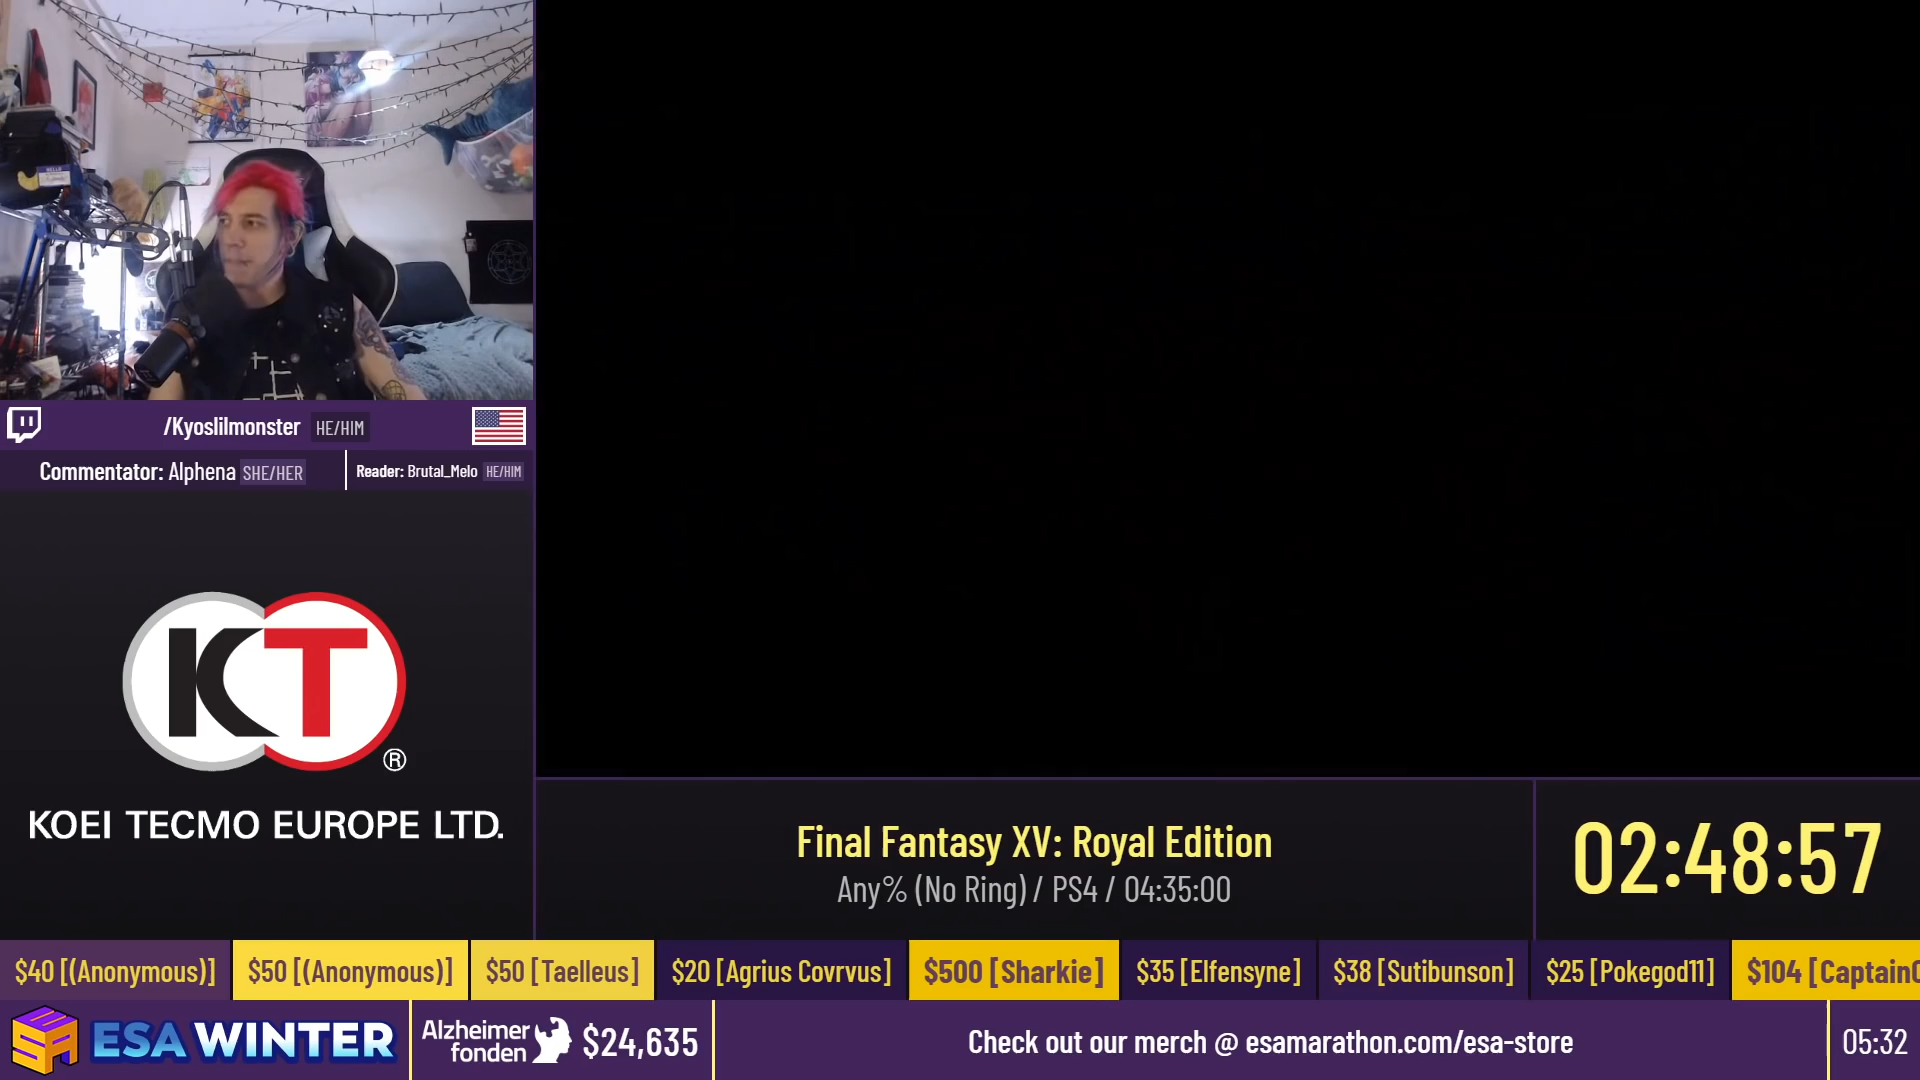 /Kyoslilmonster HE/HIM
Commentator: Alphena SHE/HER
Reader: Brutal_Melo HE/HIM
KT
®
KOEI TECMO EUROPE LTD.
Final Fantasy XV: Royal Edition
Any% (No Ring) / PS4 / 04:35:00
02:48:57
$40 [(Anonymous)]
$50 [(Anonymous)]
$50 [Taelleus]
$20 [Agrius Covrvus]
$500 [Sharkie]
$35 [Elfensyne]
$38 [Sutibunson]
$25 [Pokegod11]
$104 [Captain
ESA WINTER
Alzheimer
fonden
$24,635
Check out our merch @ esamarathon.com/esa-store
05:32